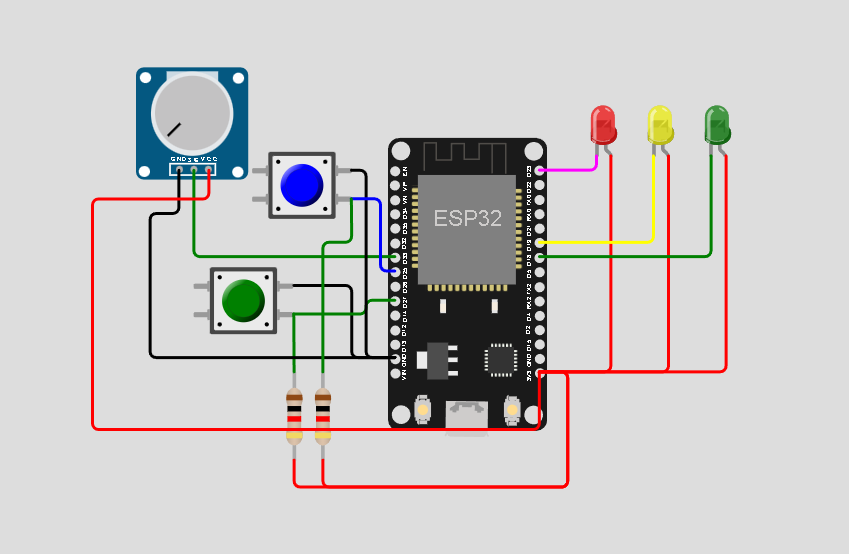 GND SIG VCC
ESP32
EN
VP
VN
D34
D35
D32
D33
D25
D26
D27
D14
D12
D13
GND
VIN
D23
D22
TX0
RX0
D21
D19
D18
D5
TX2
RX2
D4
D2
D15
GND
3V3